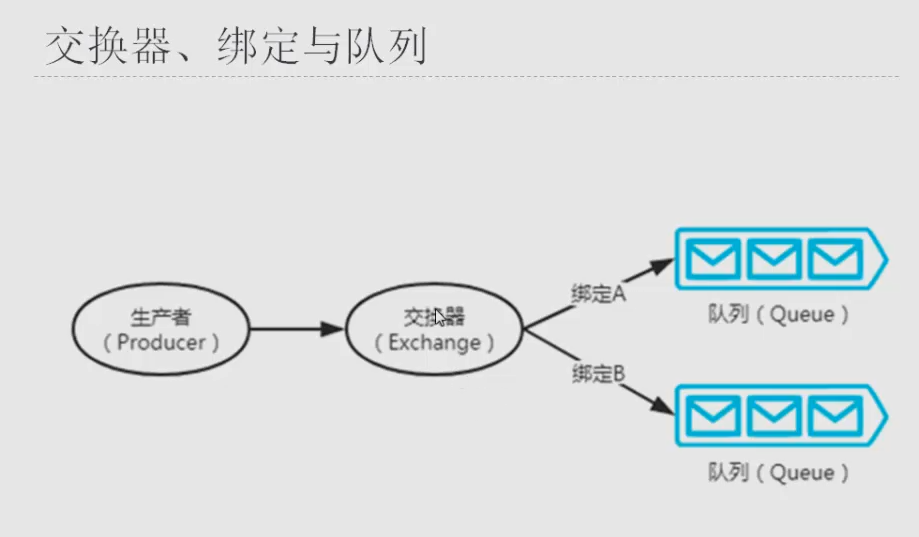 交换器、绑定与队列
生产者
（Producer）
交换器
（Exchange）
绑定A
队列（Queue）
绑定B
队列（Queue）